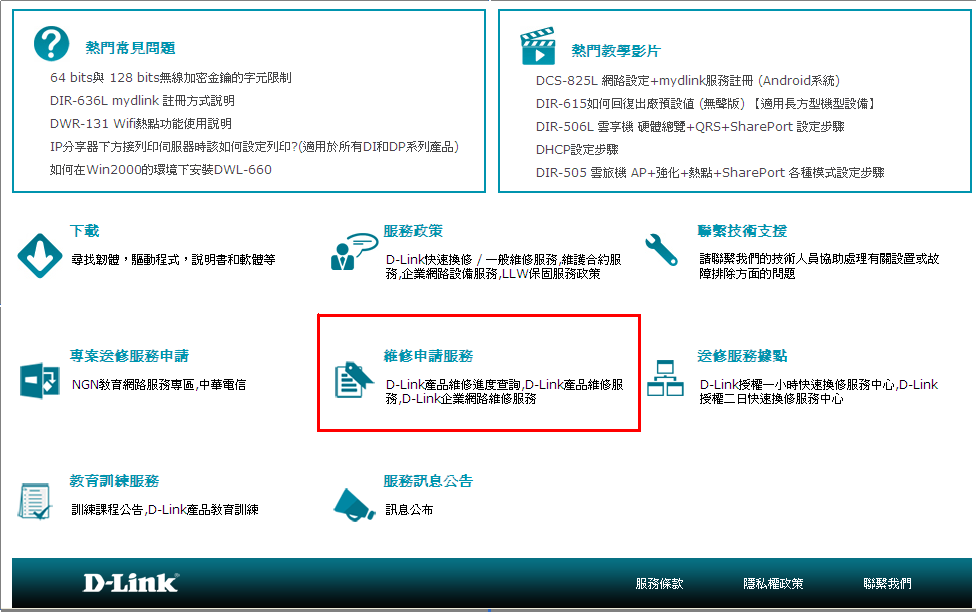 熱門常見問題
64 bits與 128 bits無線加密金鑰的字元限制
DIR-636L mydlink 註冊方式說明
DWR-131 Wifi熱點功能使用說明
IP分享器下方接列印伺服器時該如何設定列印?(適用於所有DI和DP系列產品)
如何在Win2000的環境下安裝DWL-660
熱門教學影片
DCS-825L 網路設定+mydlink服務註冊 (Android系統)
DIR-615如何回復出廠預設值 (無聲版) 【適用長方型機型設備】
DIR-506L 雲享機 硬體總覽+QRS+SharePort 設定步驟
DHCP設定步驟
DIR-505 雲旅機 AP+強化+熱點+SharePort 各種模式設定步驟
下載
尋找韌體，驅動程式，說明書和軟體等
服務政策
D-Link快速換修 / 一般維修服務,維護合約服
務,企業網路設備服務,LLW保固服務政策
聯繫技術支援
請聯繫我們的技術人員協助處理有關設置或故
障排除方面的問題
專案送修服務申請
NGN教育網路服務專區,中華電信
維修申請服務
D-Link產品維修進度查詢,D-Link產品維修服
務,D-Link企業網路維修服務
送修服務據點
D-Link授權一小時快速換修服務中心,D-Link
授權二日快速換修服務中心
教育訓練服務
訓練課程公告,D-Link產品教育訓練
服務訊息公告
訊息公布
D-Link®
服務條款
隱私權政策
聯繫我們